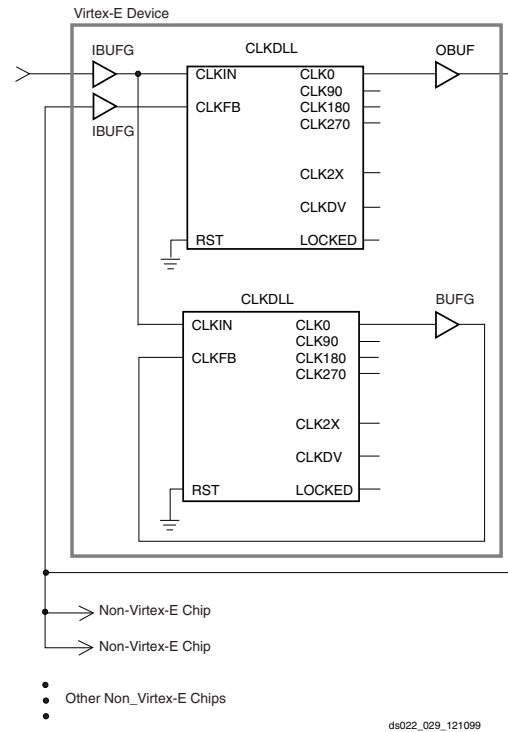 Virtex-E Device
IBUFG
CLKDLL
OBUF
CLKIN
CLK0
CLK90
CLKFB
CLK180
CLK270
IBUFG
CLK2X
CLKDV
RST
LOCKED
CLKDLL
BUFG
CLKIN
CLK0
CLK90
CLKFB
CLK180
CLK270
CLK2X
CLKDV
RST
LOCKED
Non-Virtex-E Chip
Non-Virtex-E Chip
Other Non_Virtex-E Chips
ds022_029_121099